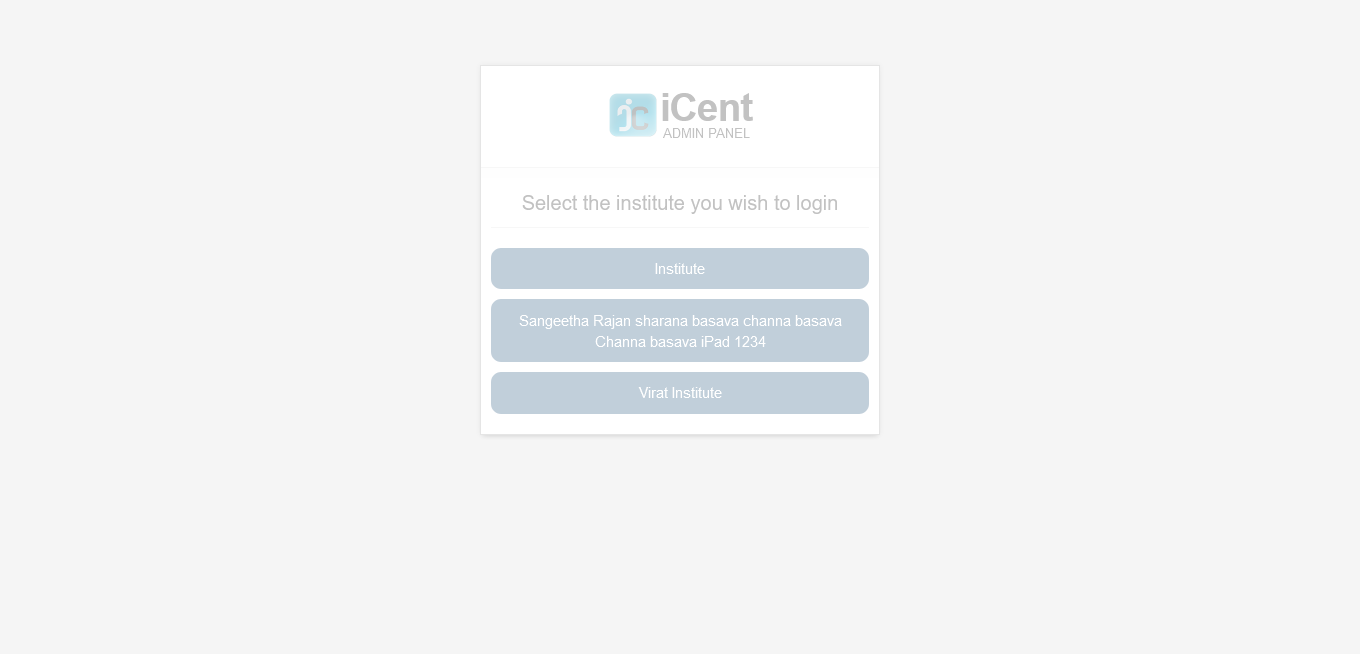 iCent
ADMIN PANEL
Select the institute you wish to login
Institute
Sangeetha Rajan sharana basava channa basava
Channa basava iPad 1234
Virat Institute